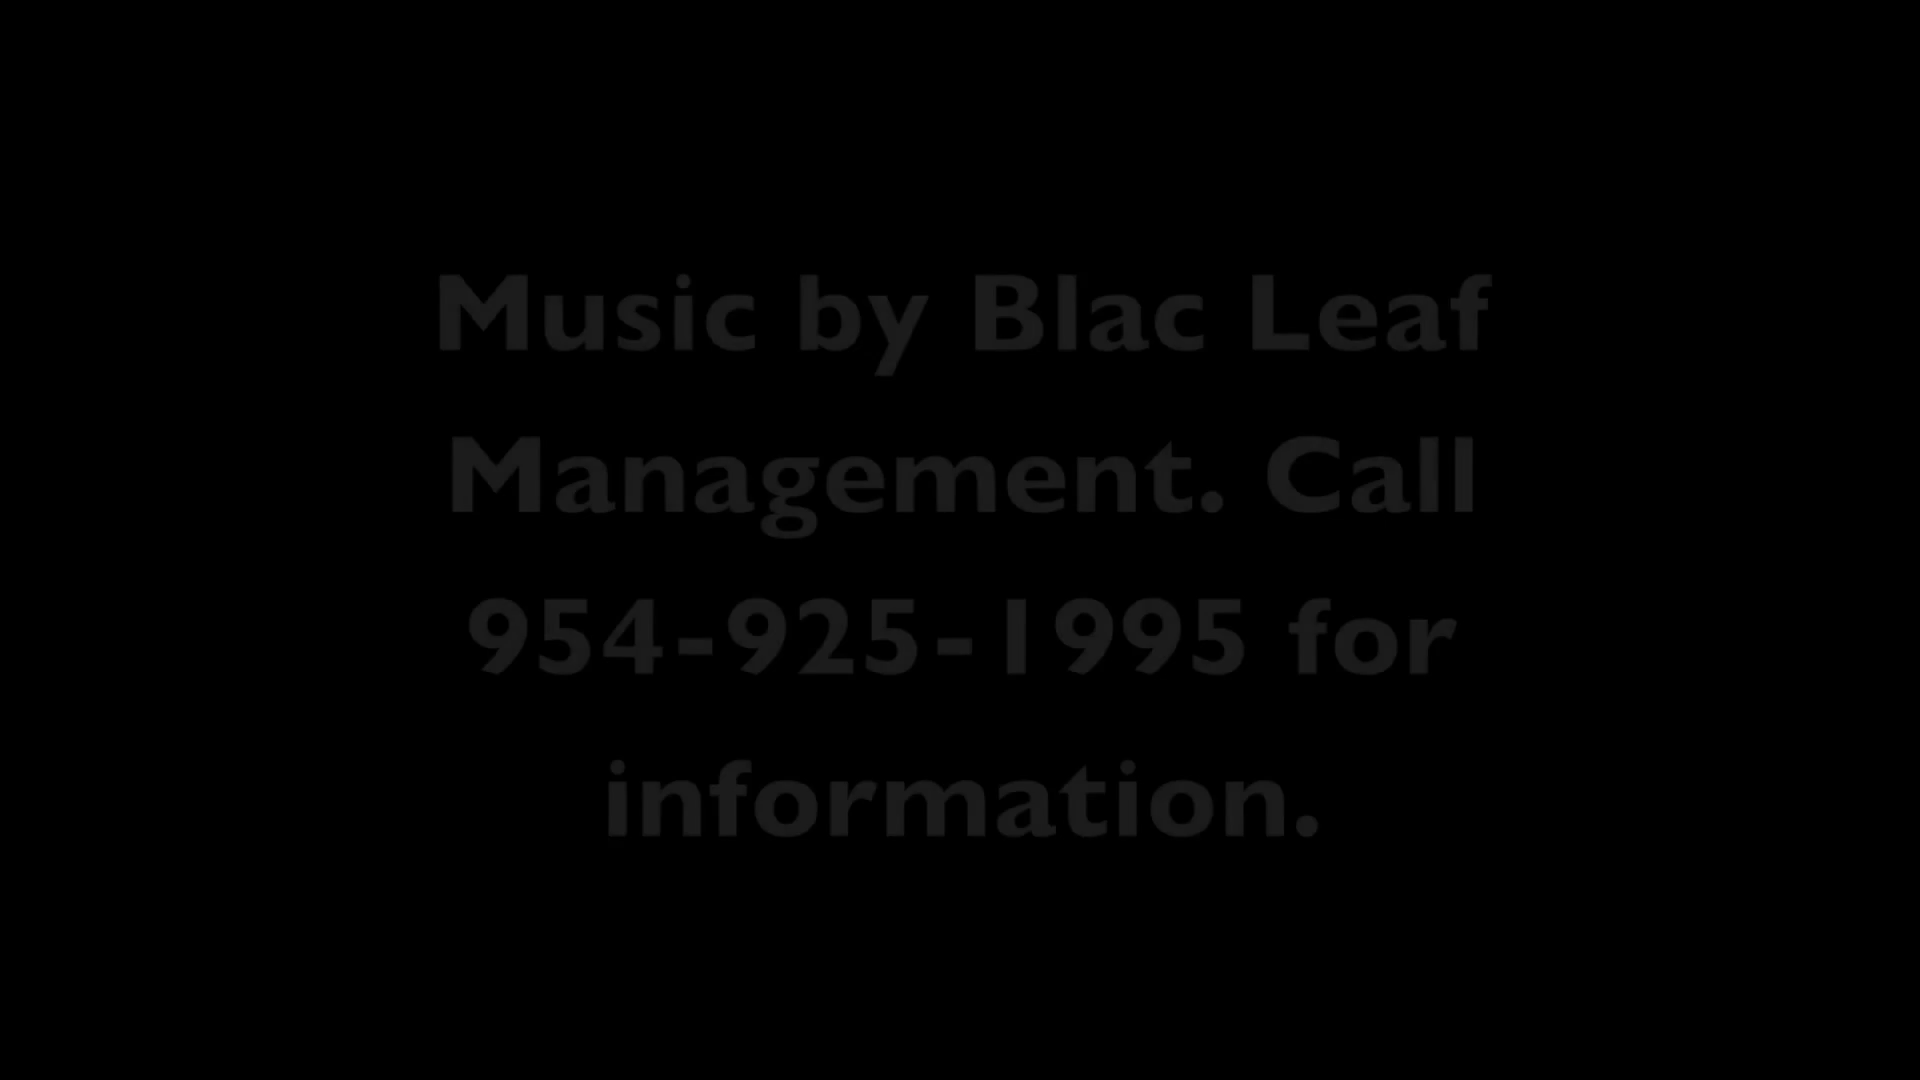 Music by Blac Leaf
Management. Call
954-925-1995 for
information.